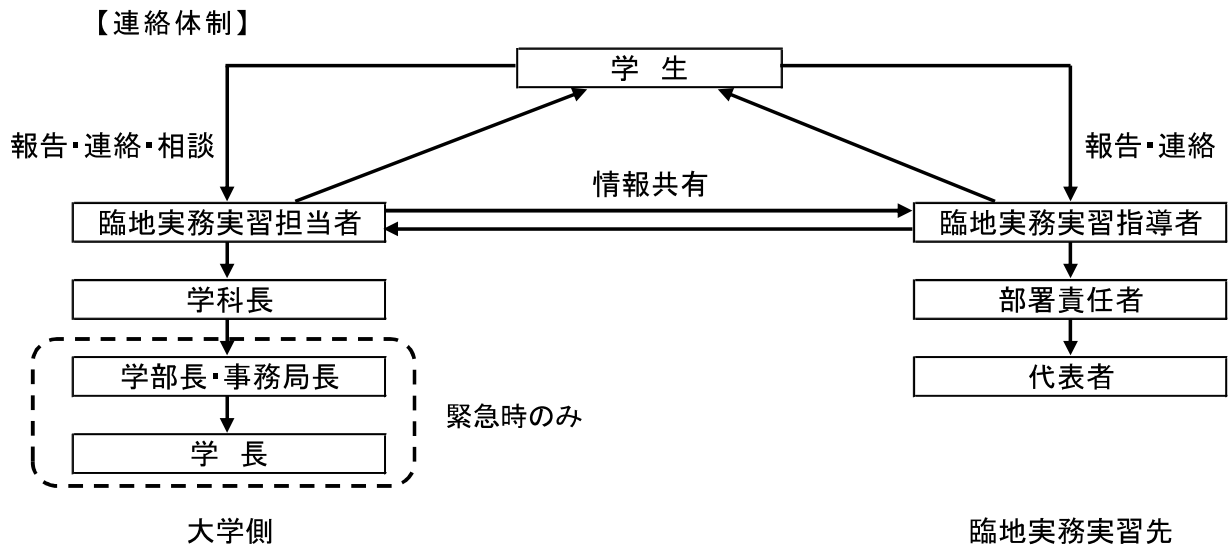 【連絡体制】
学 生
報告・連絡・相談
報告・連絡
情報共有
臨地実務実習担当者
臨地実務実習指導者
学科長
部署責任者
学部長・事務局長
代表者
緊急時のみ
学 長
大学側
臨地実務実習先